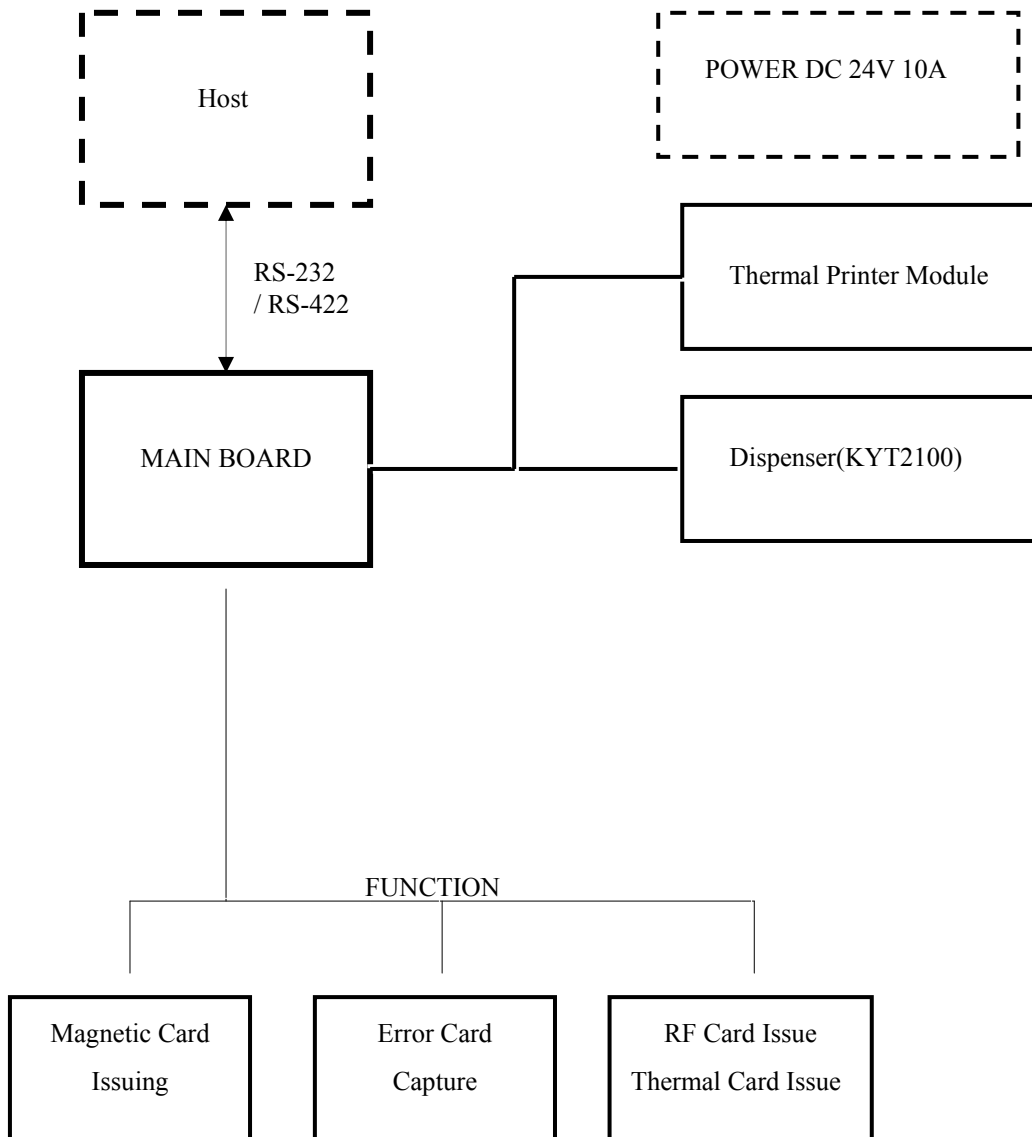 Host
POWER DC 24V 10A
RS-232
/ RS-422
Thermal Printer Module
MAIN BOARD
Dispenser(KYT2100)
FUNCTION
Magnetic Card
Issuing
Error Card
Capture
RF Card Issue
Thermal Card Issue